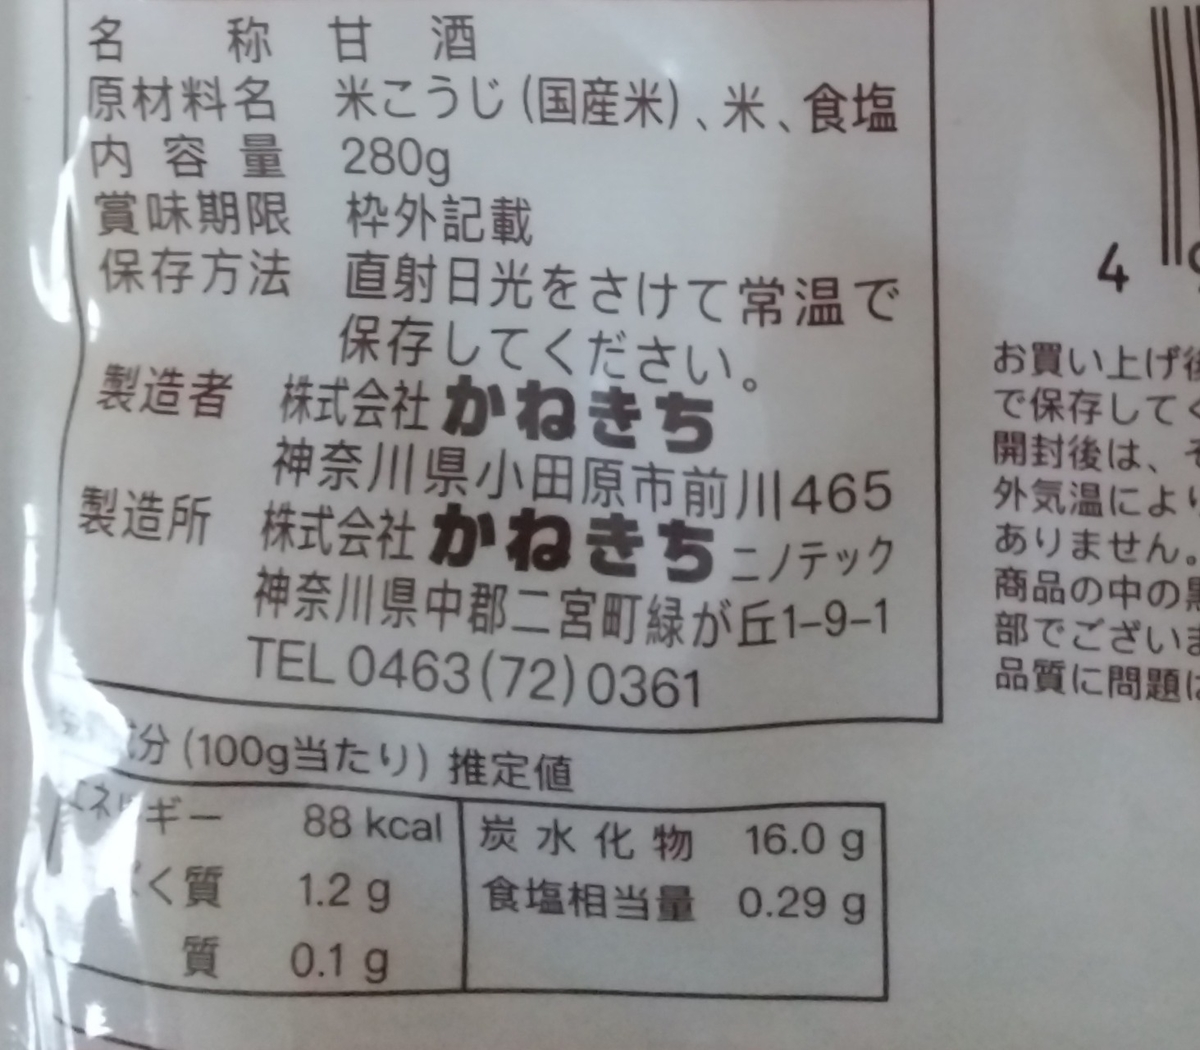 名称 甘酒
原材料名 米こうじ(国産米)、米、食塩
内容量 280g
賞味期限 枠外記載
保存方法 直射日光をさけて常温で
保存してください。
製造者 株式会社かねきち
神奈川県小田原市前川465
製造所 株式会社かねきちニノテック
神奈川県中郡二宮町緑が丘1-9-1
TEL 0463(72)0361
分(100g当たり)推定値
ネルギー 88 kcal 炭水化物 16.0 g
く質 1.2 g 食塩相当量 0.29 g
質 0.1 g
4
お買い上げ後
で保存してく
開封後は、そ
外気温により
ありません。
商品の中の黒
部でございま
品質に問題は